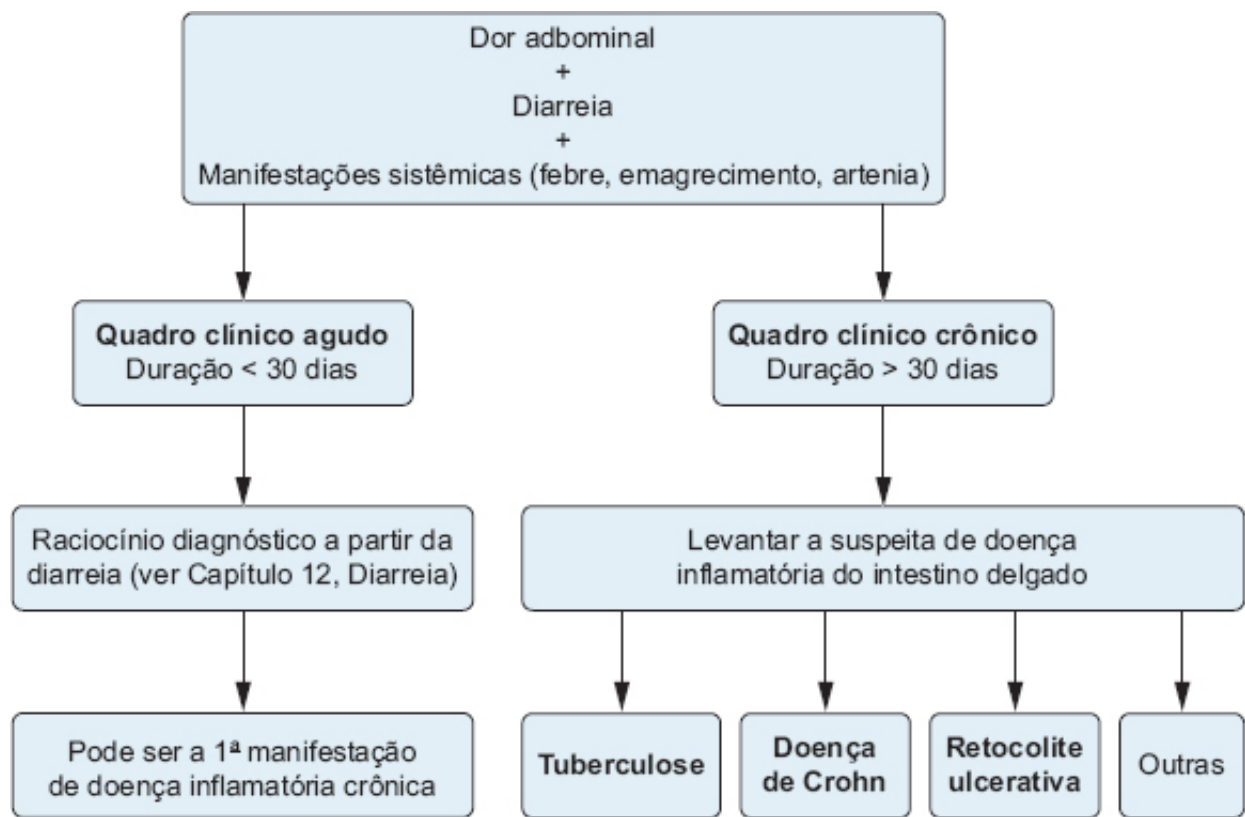 Dor adbominal
+
Diarreia
+
Manifestações sistêmicas (febre, emagrecimento, artenia)
Quadro clínico agudo
Duração < 30 dias
Quadro clínico crônico
Duração > 30 dias
Raciocínio diagnóstico a partir da
diarreia (ver Capítulo 12, Diarreia)
Levantar a suspeita de doença
inflamatória do intestino delgado
Pode ser a 1ª manifestação
de doença inflamatória crônica
Tuberculose
Doença
de Crohn
Retocolite
ulcerativa
Outras